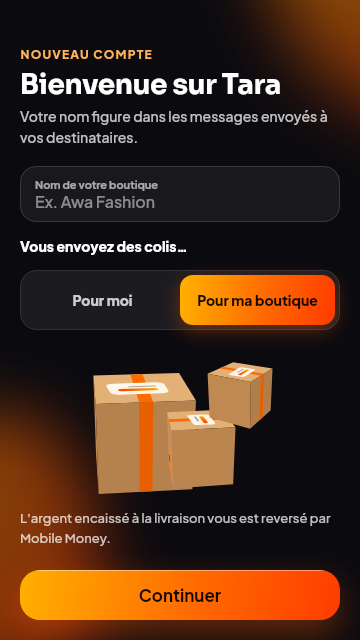 NOUVEAU COMPTE
Bienvenue sur Tara
Votre nom figure dans les messages envoyés à
vos destinataires.
Nom de votre boutique
Ex. Awa Fashion
Vous envoyez des colis…
Pour moi
Pour ma boutique
L'argent encaissé à la livraison vous est reversé par
Mobile Money.
Continuer